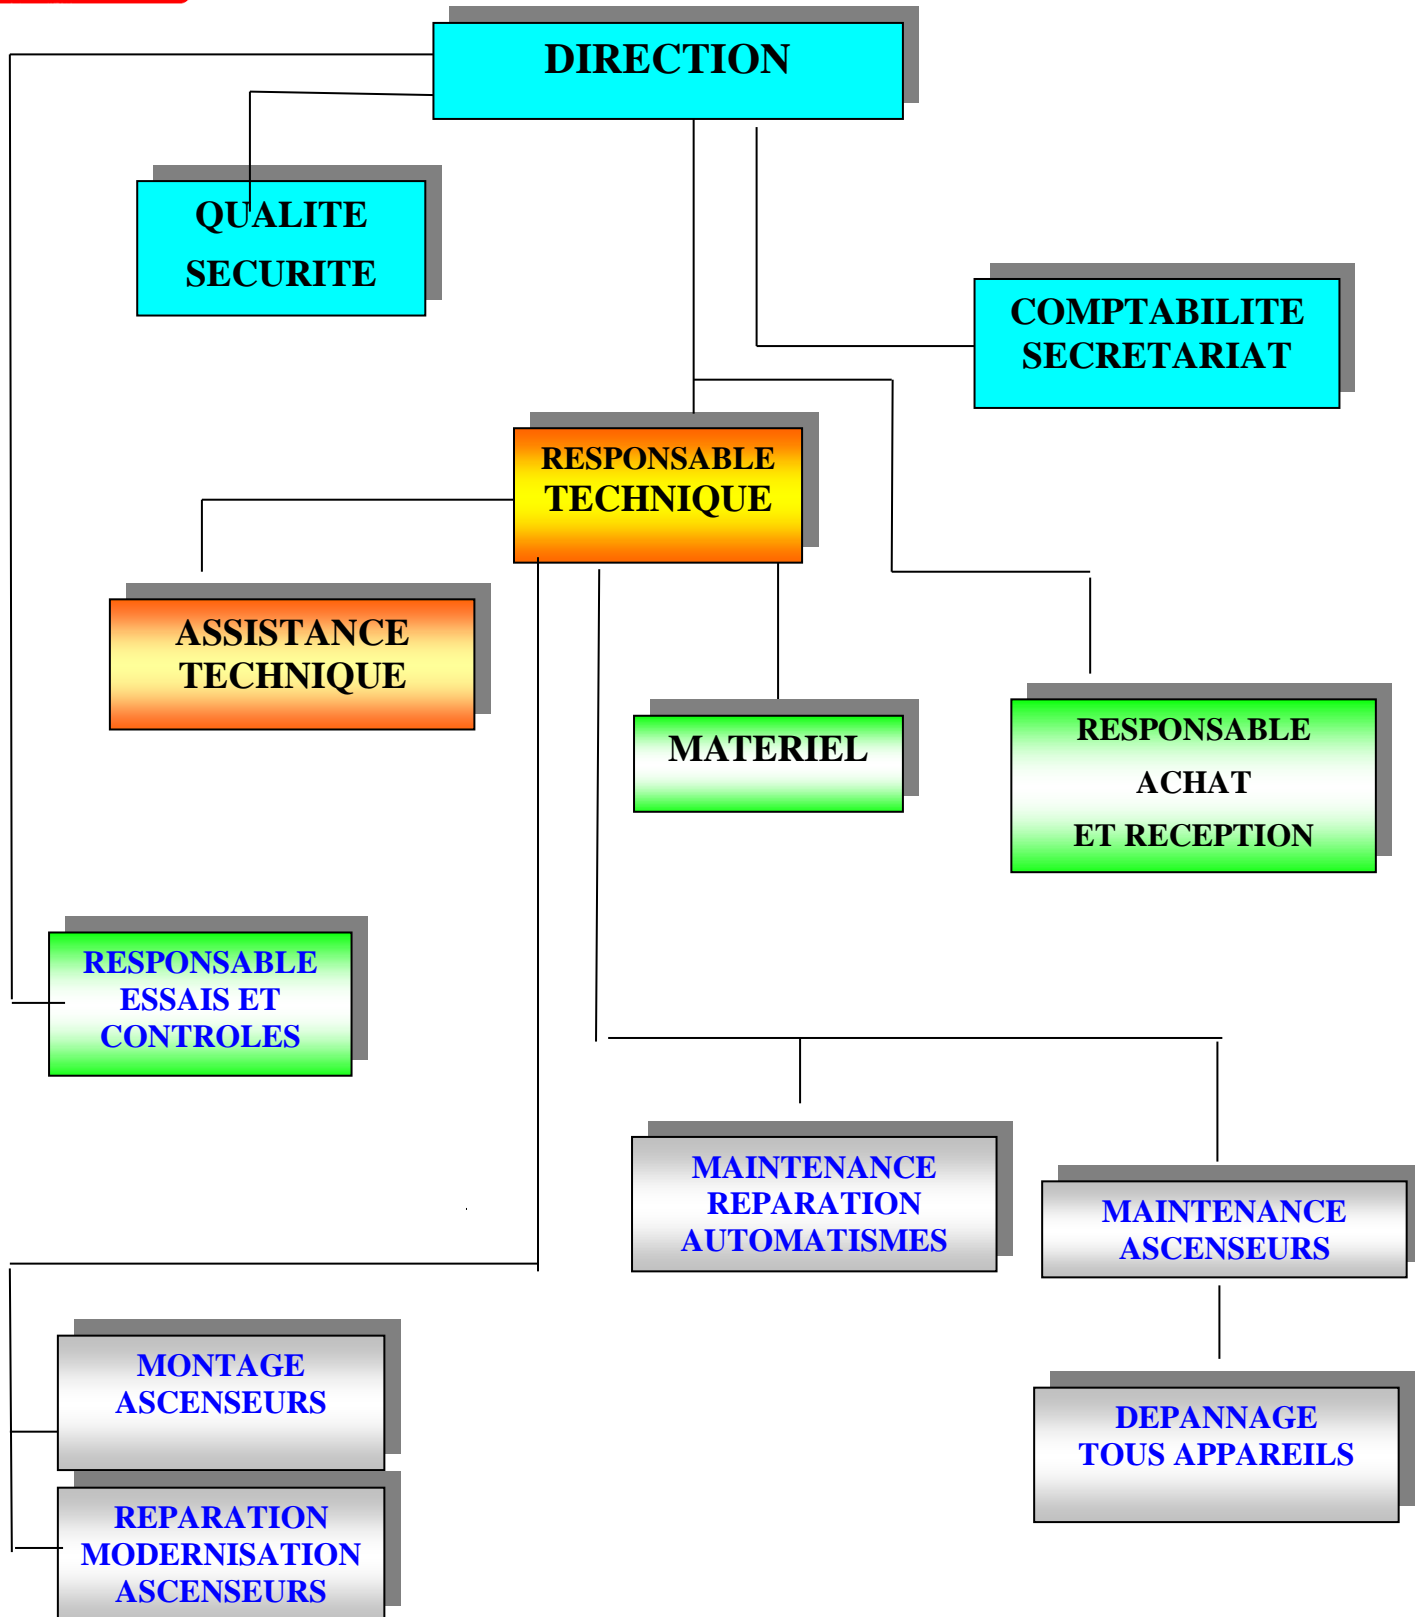 DIRECTION
QUALITE
SECURITE
COMPTABILITE
SECRETARIAT
RESPONSABLE
TECHNIQUE
ASSISTANCE
TECHNIQUE
MATERIEL
RESPONSABLE
ACHAT
ET RECEPTION
RESPONSABLE
ESSAIS ET
CONTROLES
MAINTENANCE
REPARATION
AUTOMATISMES
MAINTENANCE
ASCENSEURS
MONTAGE
ASCENSEURS
DEPANNAGE
TOUS APPAREILS
REPARATION
MODERNISATION
ASCENSEURS